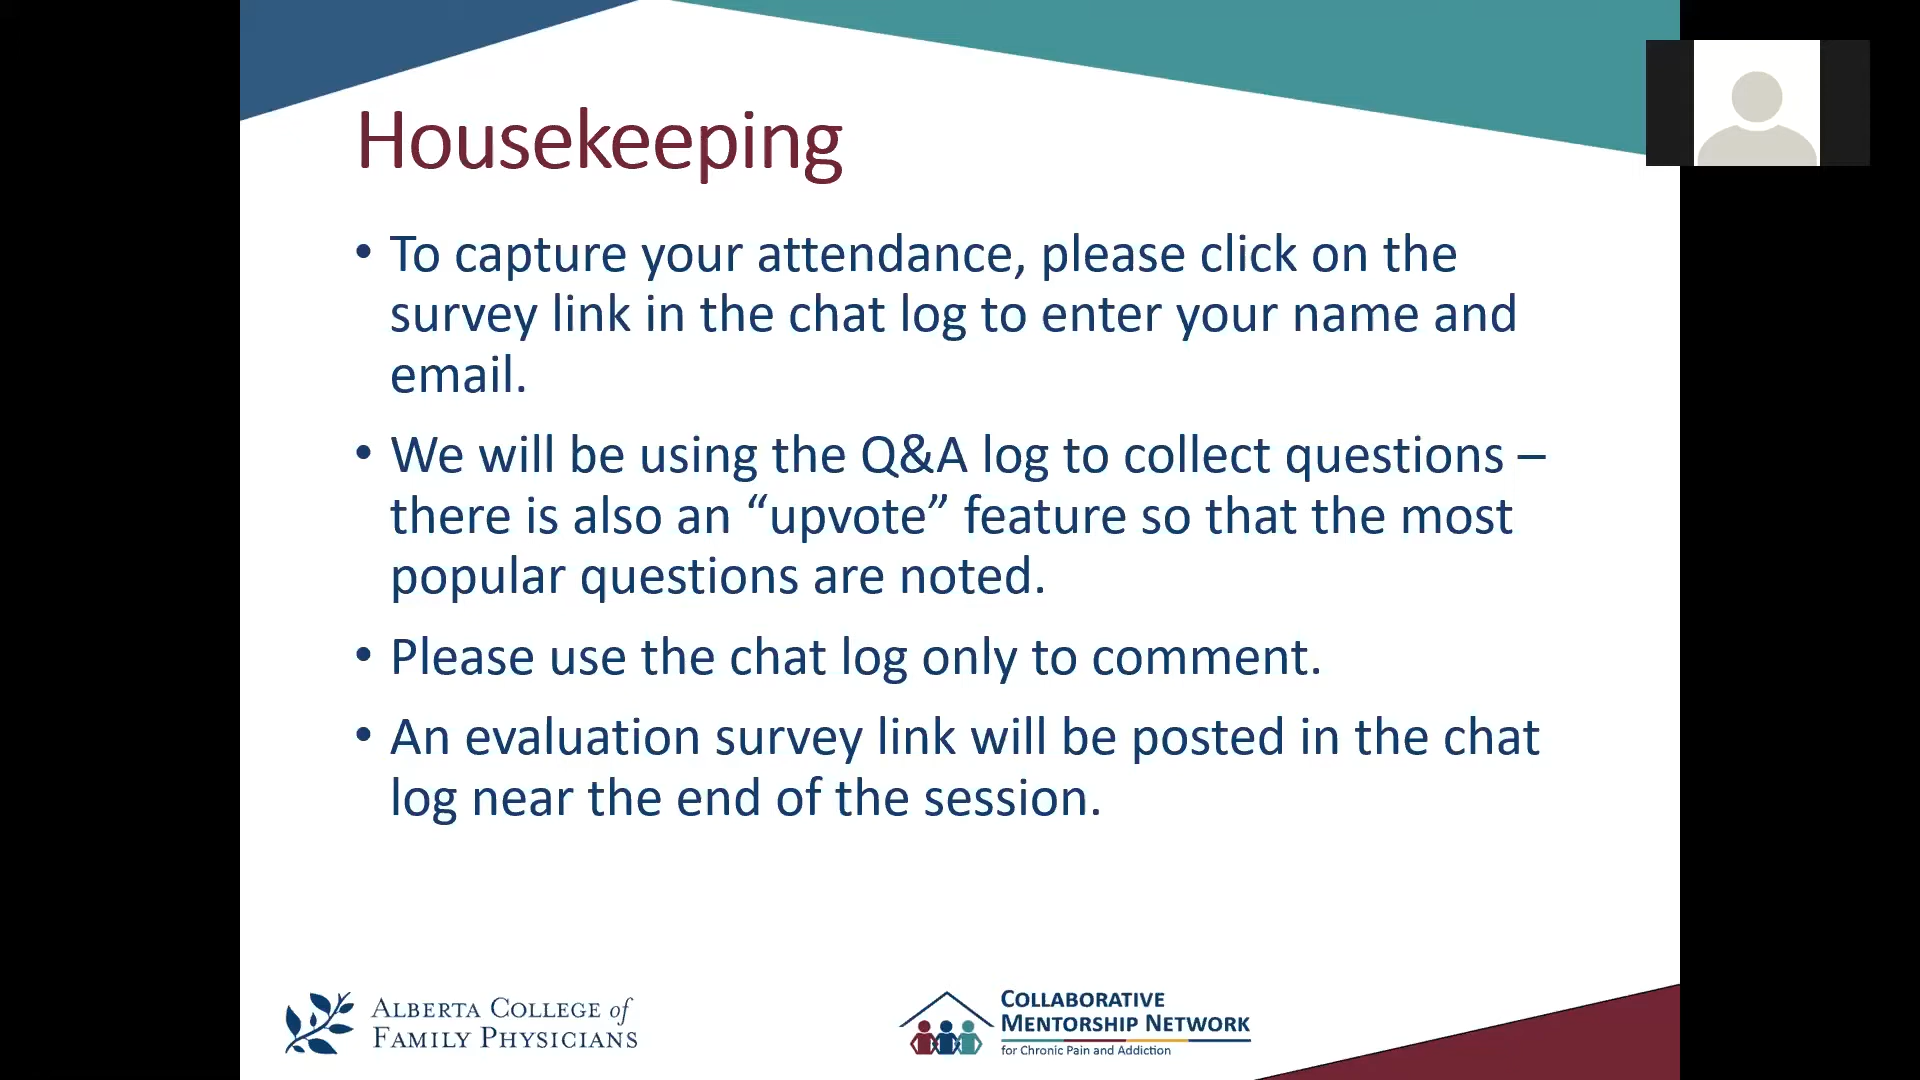 Housekeeping
• To capture your attendance, please click on the
survey link in the chat log to enter your name and
email.
• We will be using the Q&A log to collect questions –
there is also an “upvote” feature so that the most
popular questions are noted.
• Please use the chat log only to comment.
• An evaluation survey link will be posted in the chat
log near the end of the session.
ALBERTA COLLEGE of
FAMILY PHYSICIANS
COLLABORATIVE
MENTORSHIP NETWORK
for Chronic Pain and Addiction